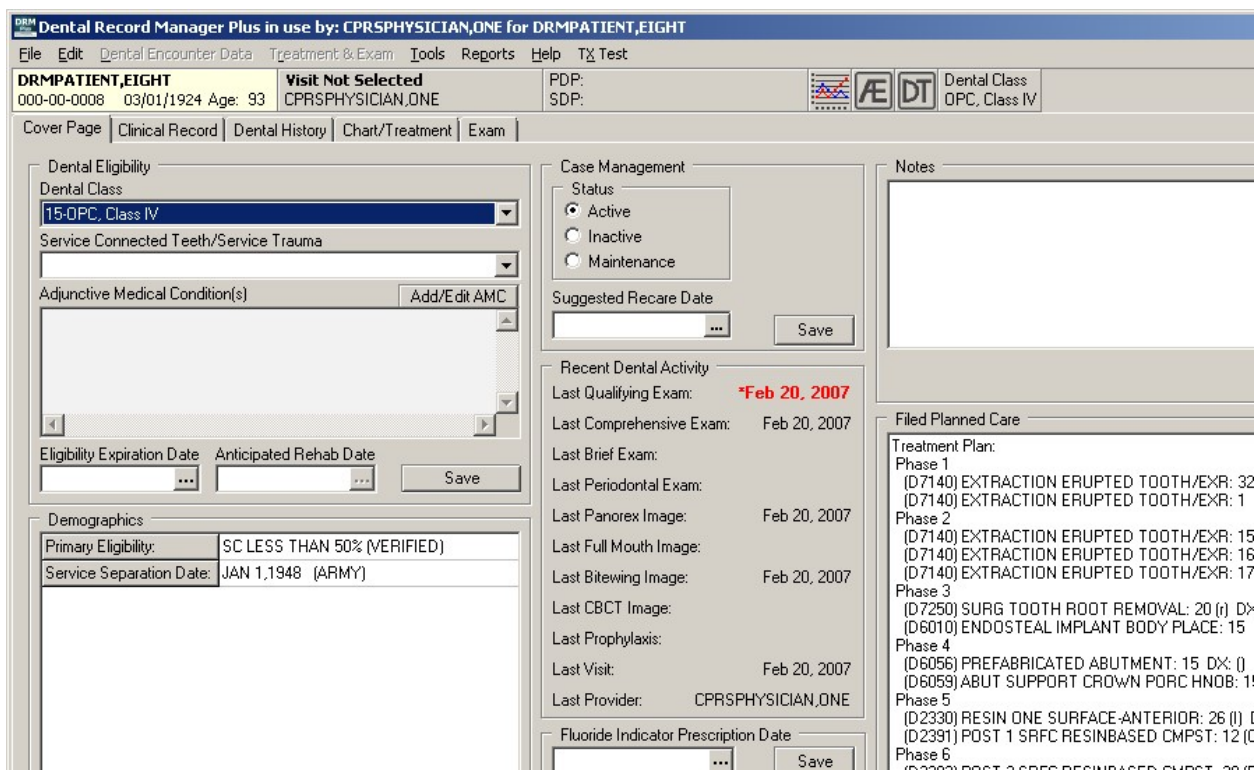 DRM Plus Dental Record Manager Plus in use by: CPRSPHYSICIAN,ONE for DRMPATIENT,EIGHT
File Edit Dental Encounter Data Treatment & Exam Tools Reports Help TX Test
DRMPATIENT,EIGHT
000-00-0008 03/01/1924 Age: 93
Visit Not Selected
CPRSPHYSICIAN,ONE
PDP:
SDP:
Æ DT
Dental Class
OPC, Class IV
Cover Page Clinical Record Dental History Chart/Treatment Exam
Dental Eligibility
Dental Class
15-OPC, Class IV
Service Connected Teeth/Service Trauma
Adjunctive Medical Condition(s) Add/Edit AMC
Eligibility Expiration Date Anticipated Rehab Date
... ... Save
Demographics
Primary Eligibility: SC LESS THAN 50% (VERIFIED)
Service Separation Date: JAN 1,1948 (ARMY)
Case Management
Status
Active
Inactive
Maintenance
Suggested Recare Date
... Save
Recent Dental Activity
Last Qualifying Exam: *Feb 20, 2007
Last Comprehensive Exam: Feb 20, 2007
Last Brief Exam:
Last Periodontal Exam:
Last Panorex Image: Feb 20, 2007
Last Full Mouth Image:
Last Bitewing Image: Feb 20, 2007
Last CBCT Image:
Last Prophylaxis:
Last Visit: Feb 20, 2007
Last Provider: CPRSPHYSICIAN,ONE
Fluoride Indicator Prescription Date
... Save
Notes
Filed Planned Care
Treatment Plan:
Phase 1
(D7140) EXTRACTION ERUPTED TOOTH/EXR: 32
(D7140) EXTRACTION ERUPTED TOOTH/EXR: 1
Phase 2
(D7140) EXTRACTION ERUPTED TOOTH/EXR: 15
(D7140) EXTRACTION ERUPTED TOOTH/EXR: 16
(D7140) EXTRACTION ERUPTED TOOTH/EXR: 17
Phase 3
(D7250) SURG TOOTH ROOT REMOVAL: 20 (r) DX
(D6010) ENDOSTEAL IMPLANT BODY PLACE: 15
Phase 4
(D6056) PREFABRICATED ABUTMENT: 15 DX: ()
(D6059) ABUT SUPPORT CROWN PORC HNOB: 15
Phase 5
(D2330) RESIN ONE SURFACE-ANTERIOR: 26 (I)
(D2391) POST 1 SRFC RESINBASED CMPST: 12
Phase 6